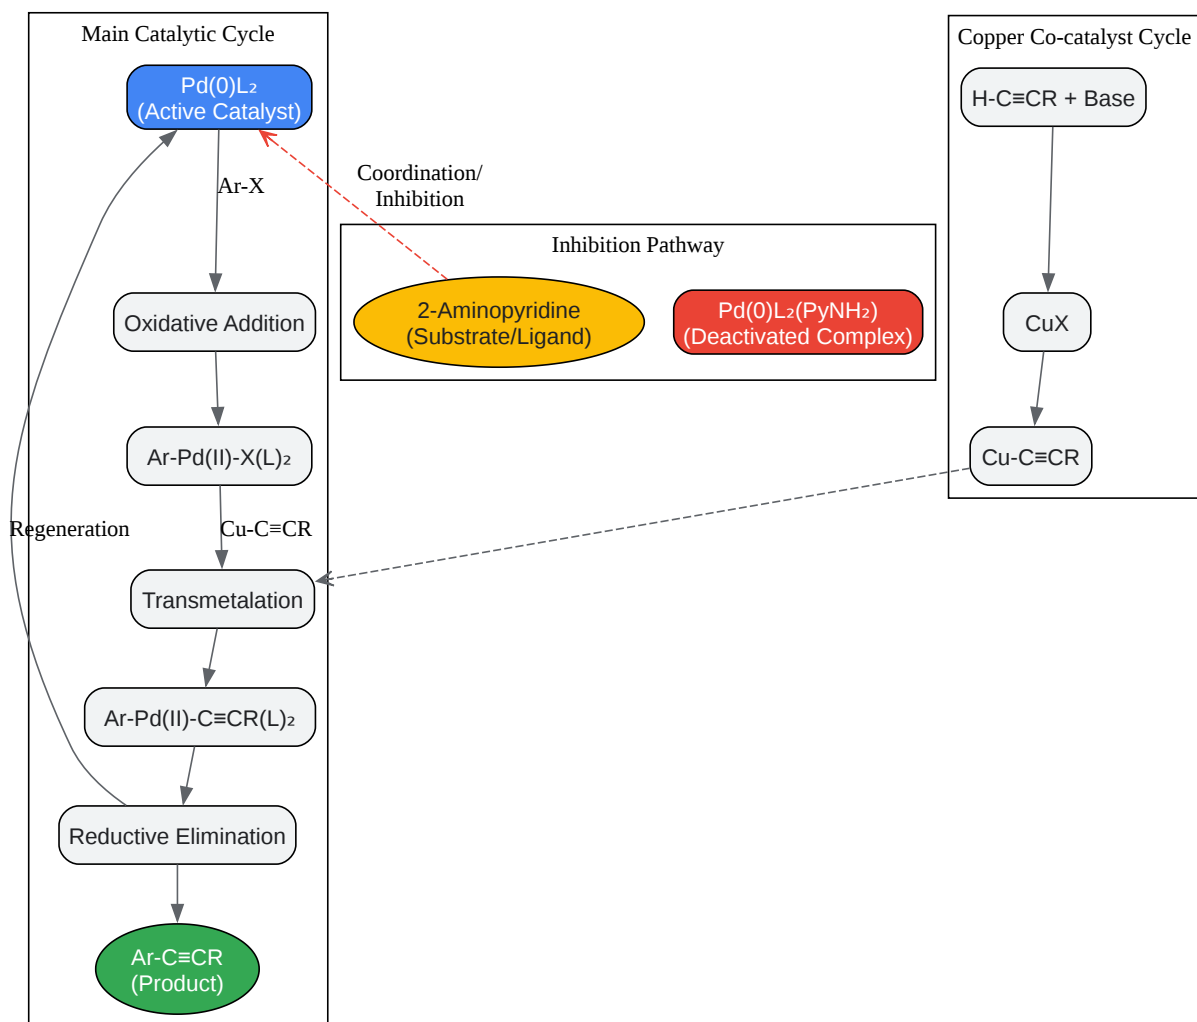 Main Catalytic Cycle
Pd(0)L₂
(Active Catalyst)
Ar-X
Oxidative Addition
Ar-Pd(II)-X(L)₂
Regeneration
Cu-C≡CR
Transmetalation
Ar-Pd(II)-C≡CR(L)₂
Reductive Elimination
Ar-C≡CR
(Product)
Coordination/
Inhibition
Inhibition Pathway
2-Aminopyridine
(Substrate/Ligand)
Pd(0)L₂(PyNH₂)
(Deactivated Complex)
Copper Co-catalyst Cycle
H-C≡CR + Base
CuX
Cu-C≡CR